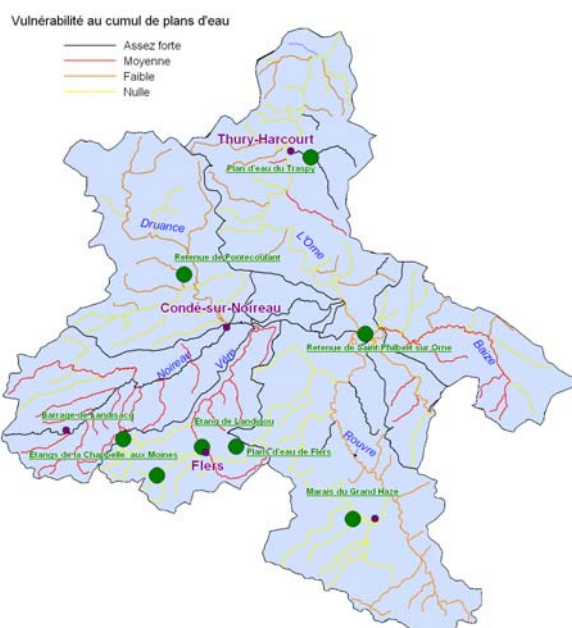 Vulnérabilité au cumul de plans d'eau
Assez forte
Moyenne
Faible
Nulle
Thury-Harcourt
Plan d'eau du Traspy
Druance
L'Orne
Retenue de Pontecoulant
Condé-sur-Noireau
Retenue de Saint-Philbert sur Orne
Baize
Noireau
Vère
Barrage de Landisacq
Etang de Landigou
Etangs de la Chappelle aux Moines
Plans d'eau de Flers
Flers
Rouvre
Marais du Grand Haze